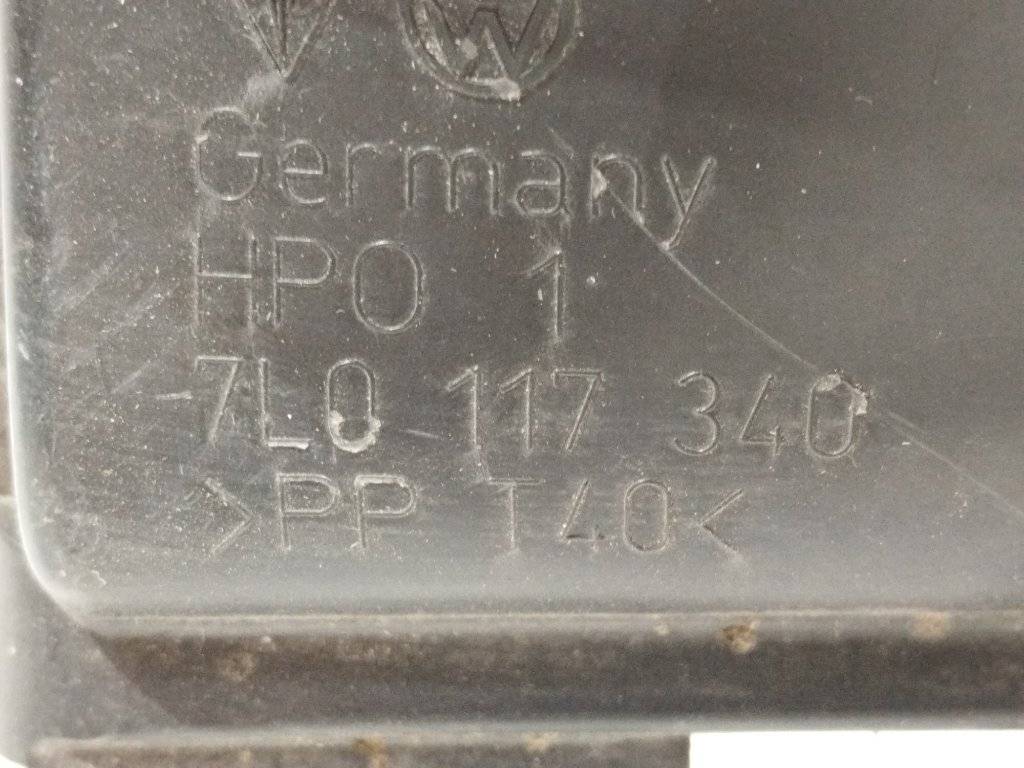 Germany
HPO 1
7L0 117 340
>PP T40<